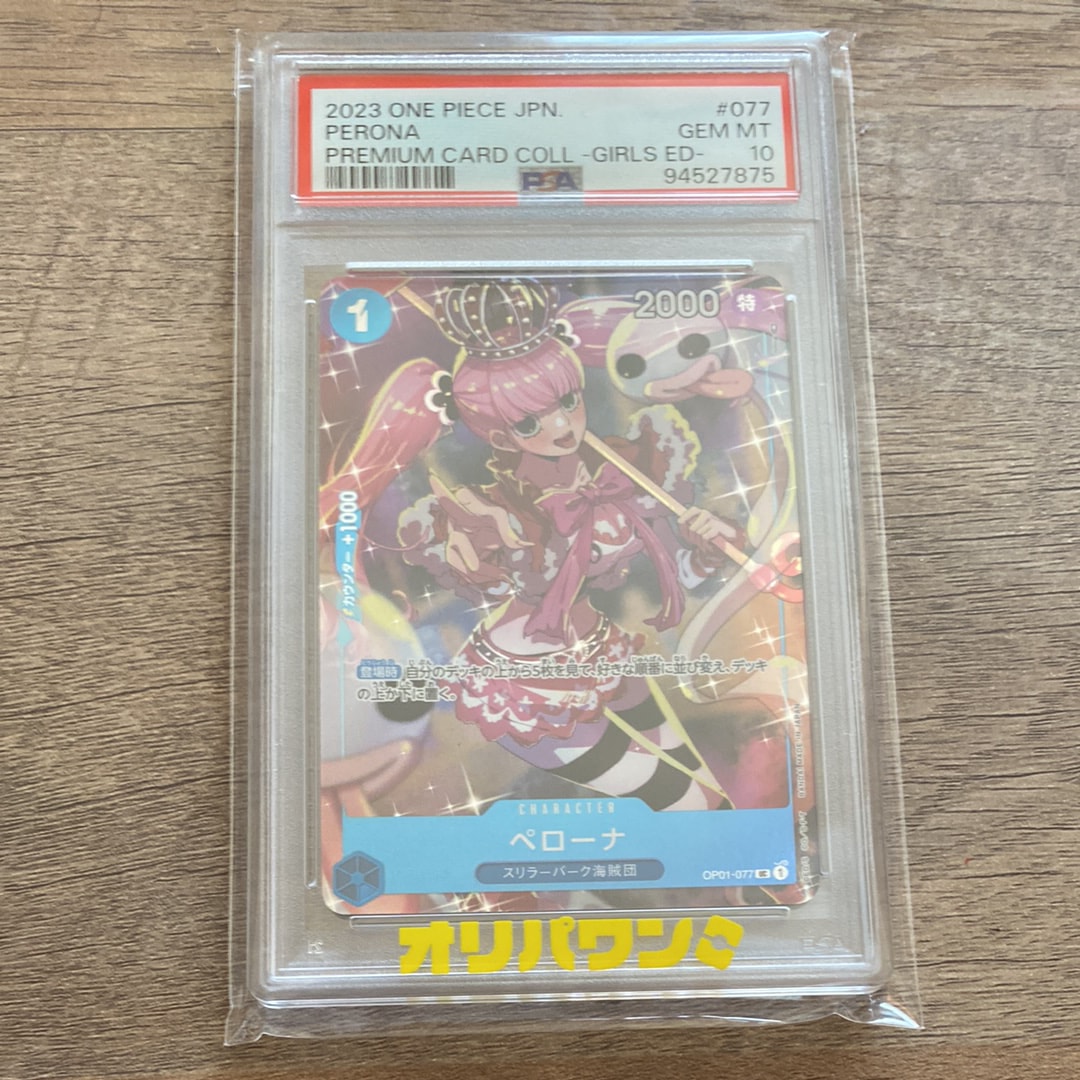 2023 ONE PIECE JPN. #077
PERONA GEM MT
PREMIUM CARD COLL -GIRLS ED- 10
PSA 94527875
1 2000 特
カウンター +1000
登場時 自分のデッキの上から5枚を見て、好きな順番に並び変え、デッキ
の上か下に置く。
CHARACTER
ペローナ
スリラーバーク海賊団
OP01-077 UC 1
オリパワン